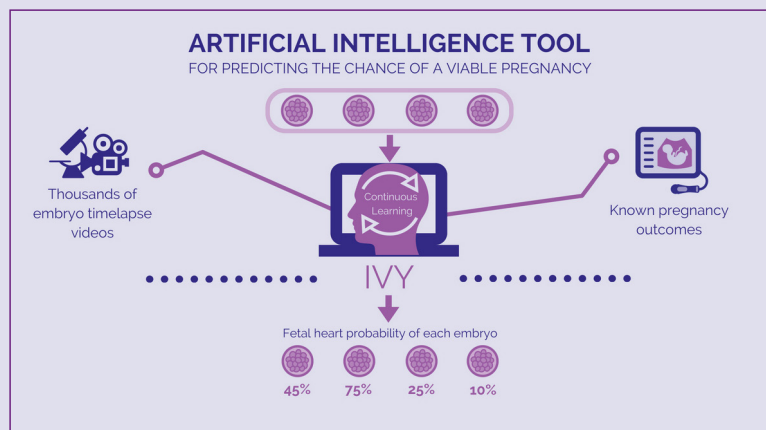 ARTIFICIAL INTELLIGENCE TOOL
FOR PREDICTING THE CHANCE OF A VIABLE PREGNANCY
Thousands of
embryo timelapse
videos
Continuous
Learning
Known pregnancy
outcomes
IVY
Fetal heart probability of each embryo
45% 75% 25% 10%